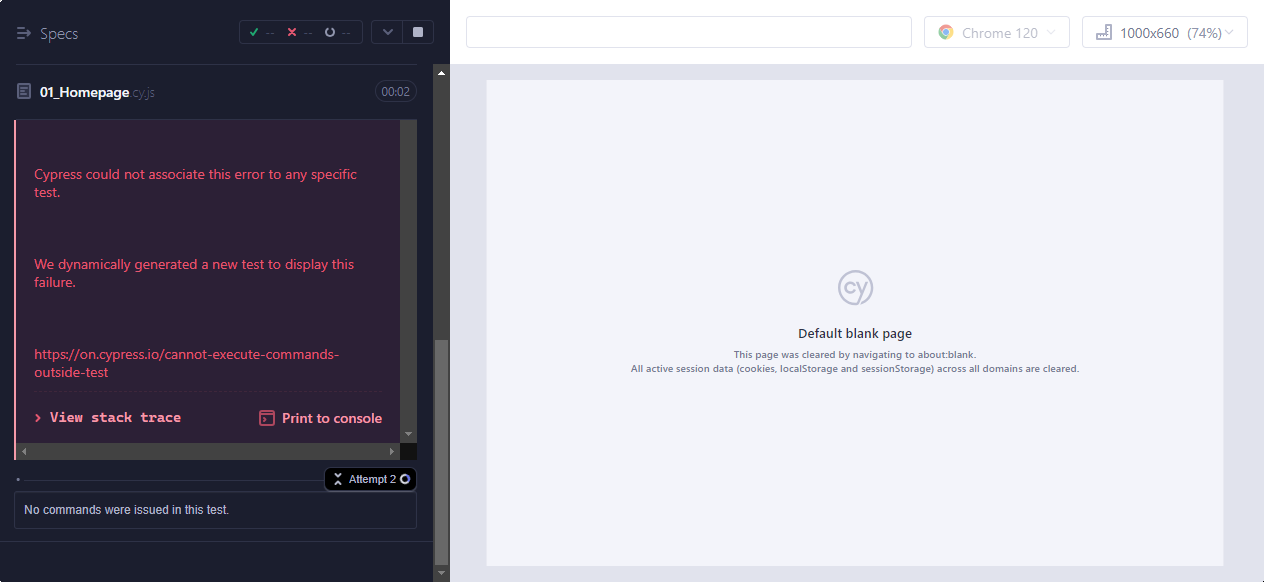 Specs
--
--
--
01_Homepage.cy.js
00:02
Cypress could not associate this error to any specific
test.
We dynamically generated a new test to display this
failure.
https://on.cypress.io/cannot-execute-commands-
outside-test
View stack trace
Print to console
Attempt 2
No commands were issued in this test.
Chrome 120
1000x660 (74%)
cy
Default blank page
This page was cleared by navigating to about:blank.
All active session data (cookies, localStorage and sessionStorage) across all domains are cleared.